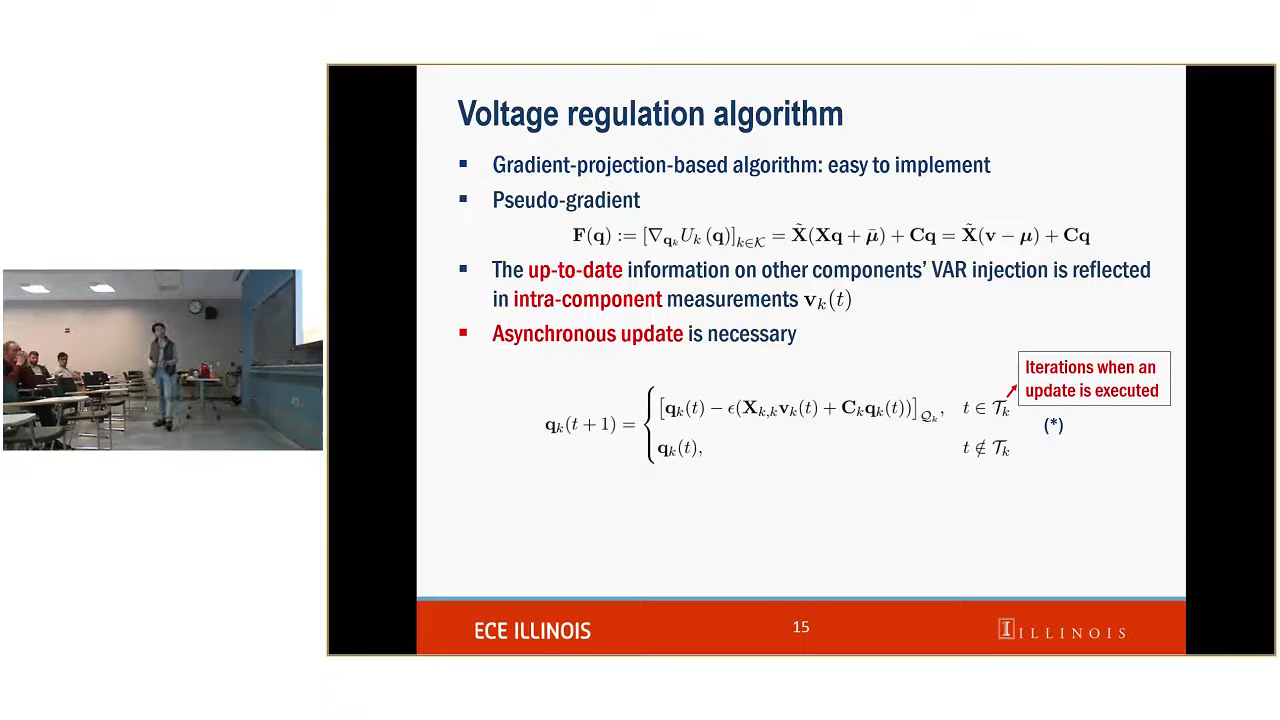 Voltage regulation algorithm
▪ Gradient-projection-based algorithm: easy to implement
▪ Pseudo-gradient
F(q) := [∇_{q_k} U_k (q)]_{k∈𝒦} = X̃(Xq + μ̄) + Cq = X̃(v − μ) + Cq
▪ The up-to-date information on other components' VAR injection is reflected
in intra-component measurements v_k(t)
▪ Asynchronous update is necessary
Iterations when an
update is executed
q_k(t + 1) = { [q_k(t) − ϵ(X_{k,k}v_k(t) + C_kq_k(t))]_{𝒬_k}, t ∈ 𝒯_k
q_k(t), t ∉ 𝒯_k
(*)
ECE ILLINOIS
15
I ILLINOIS